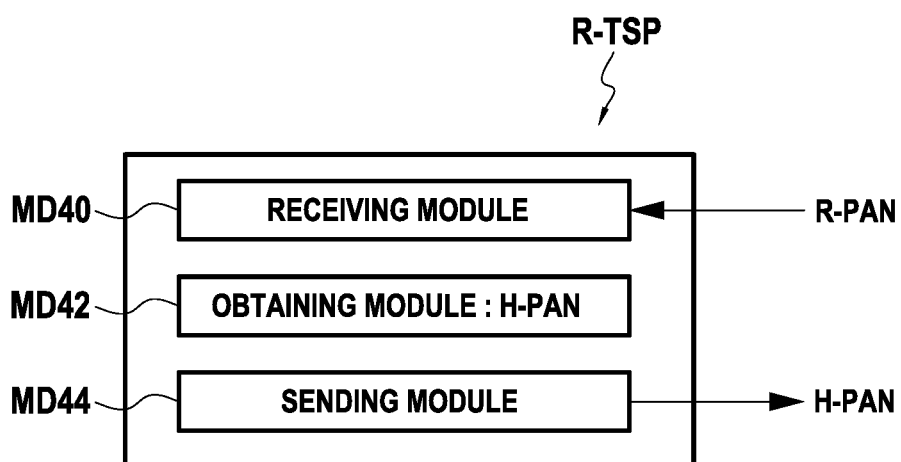 R-TSP
MD40
RECEIVING MODULE
R-PAN
MD42
OBTAINING MODULE : H-PAN
MD44
SENDING MODULE
H-PAN